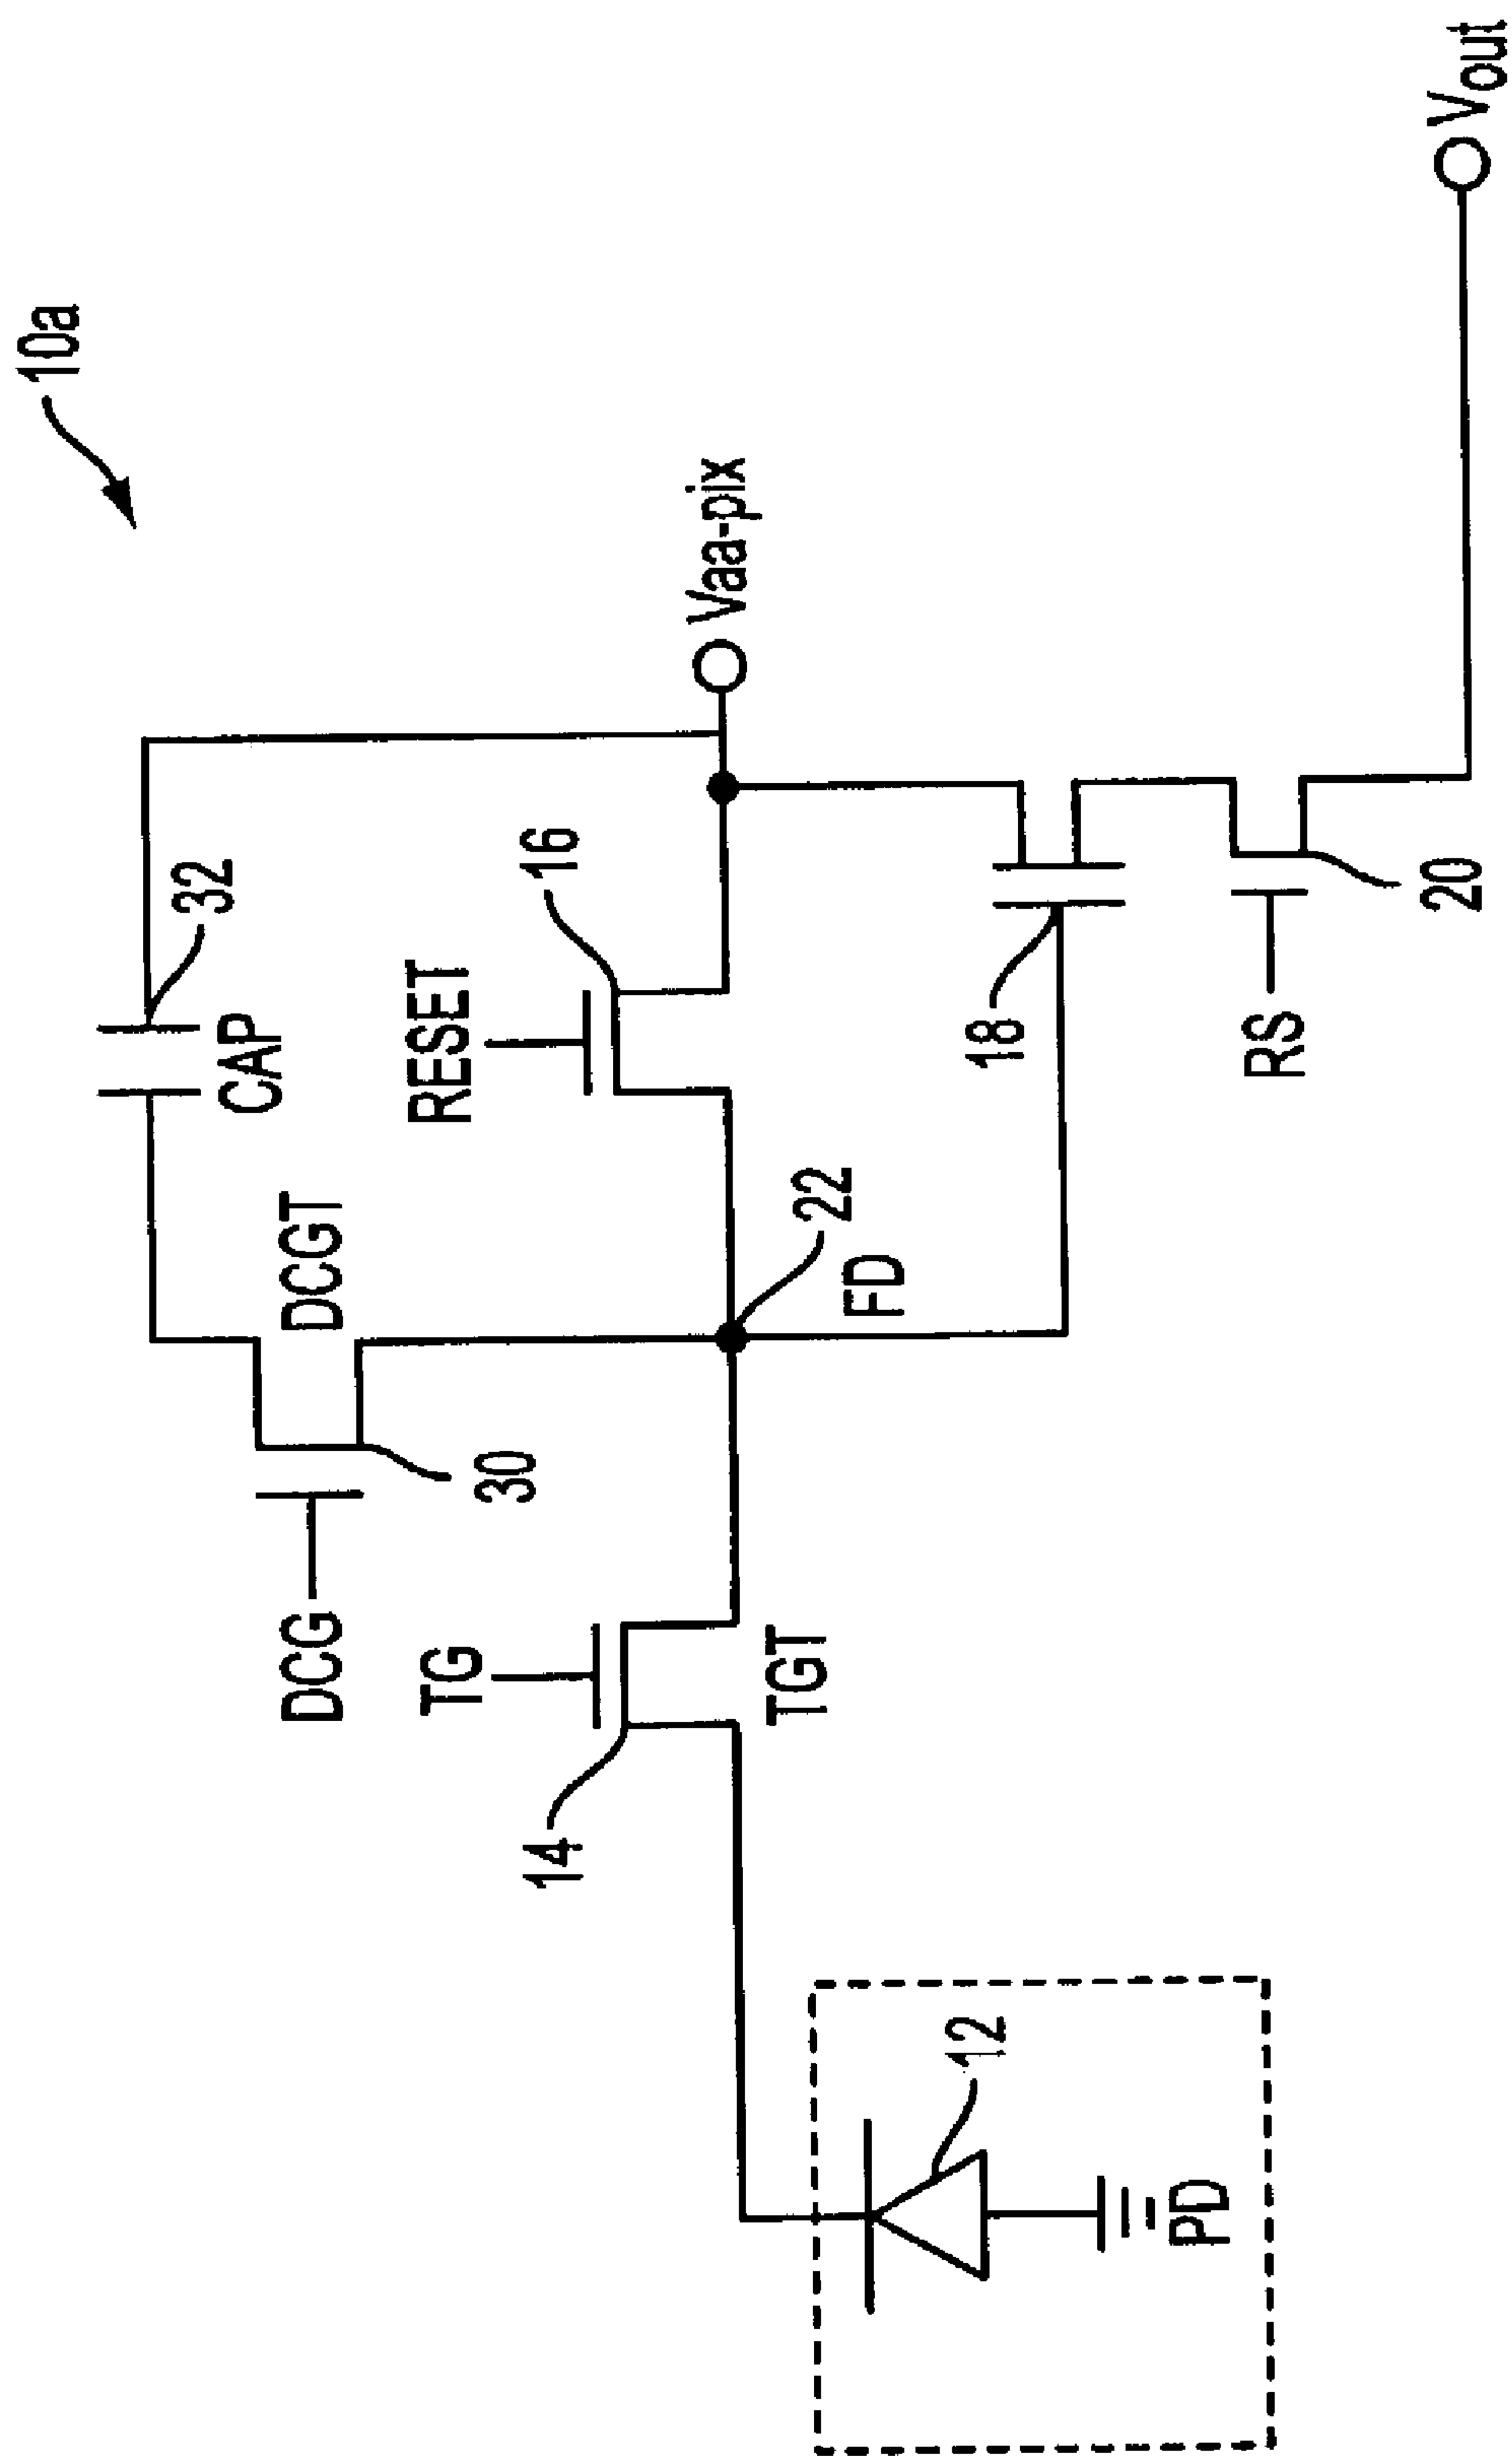 10a
32
CAP
DCGT
DCG
30
RESET
16
TG
14
TGT
22
FD
Vaa-pix
18
RS
20
Vout
12
PD